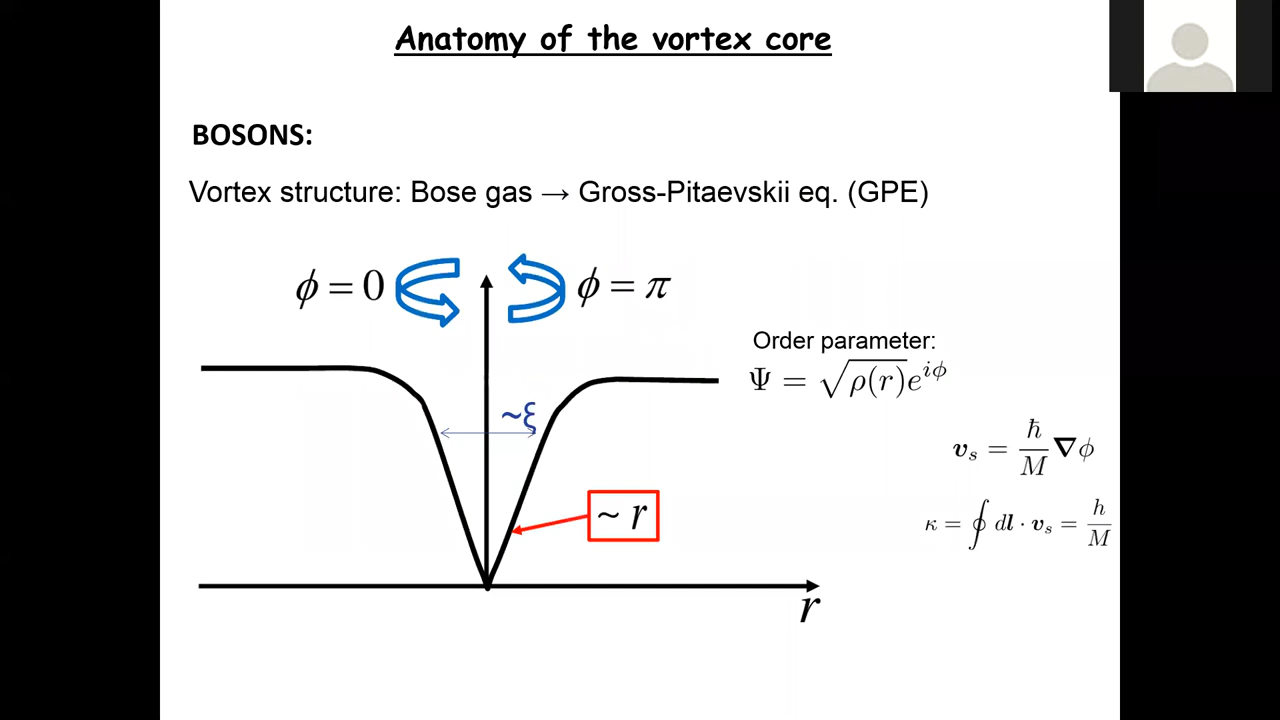 Anatomy of the vortex core
BOSONS:
Vortex structure: Bose gas → Gross-Pitaevskii eq. (GPE)
ϕ = 0
ϕ = π
Order parameter:
Ψ = √ρ(r)e^{iϕ}
~ξ
v_s = ħ/M ∇ϕ
~ r
κ = ∮ dl · v_s = h/M
r